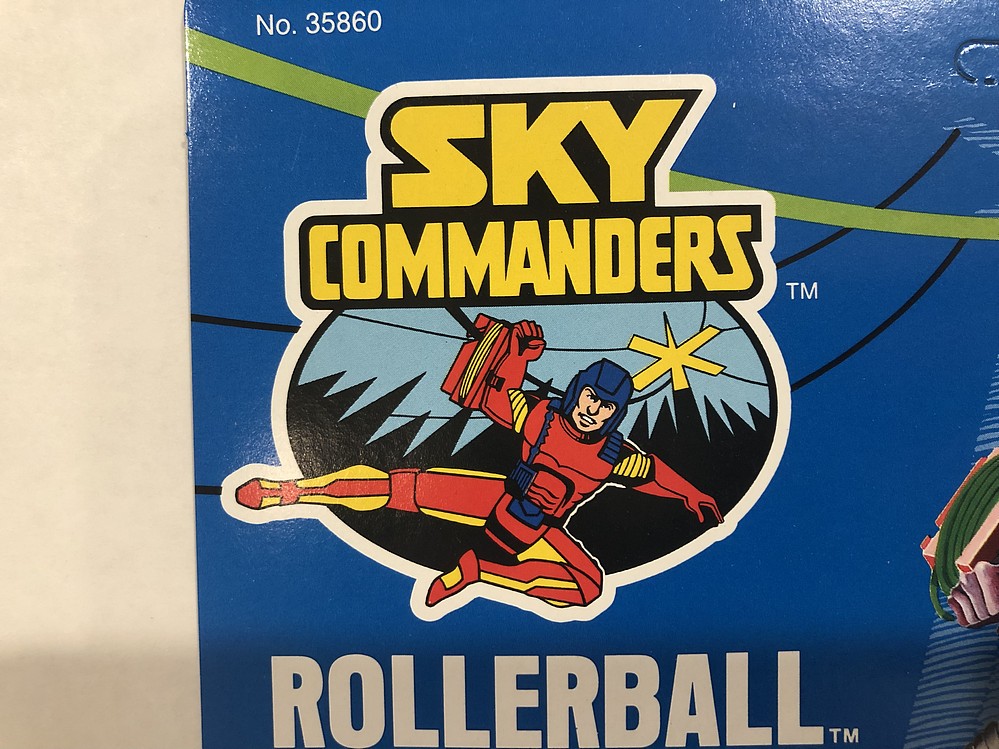 No. 35860
SKY
COMMANDERS
TM
ROLLERBALL TM